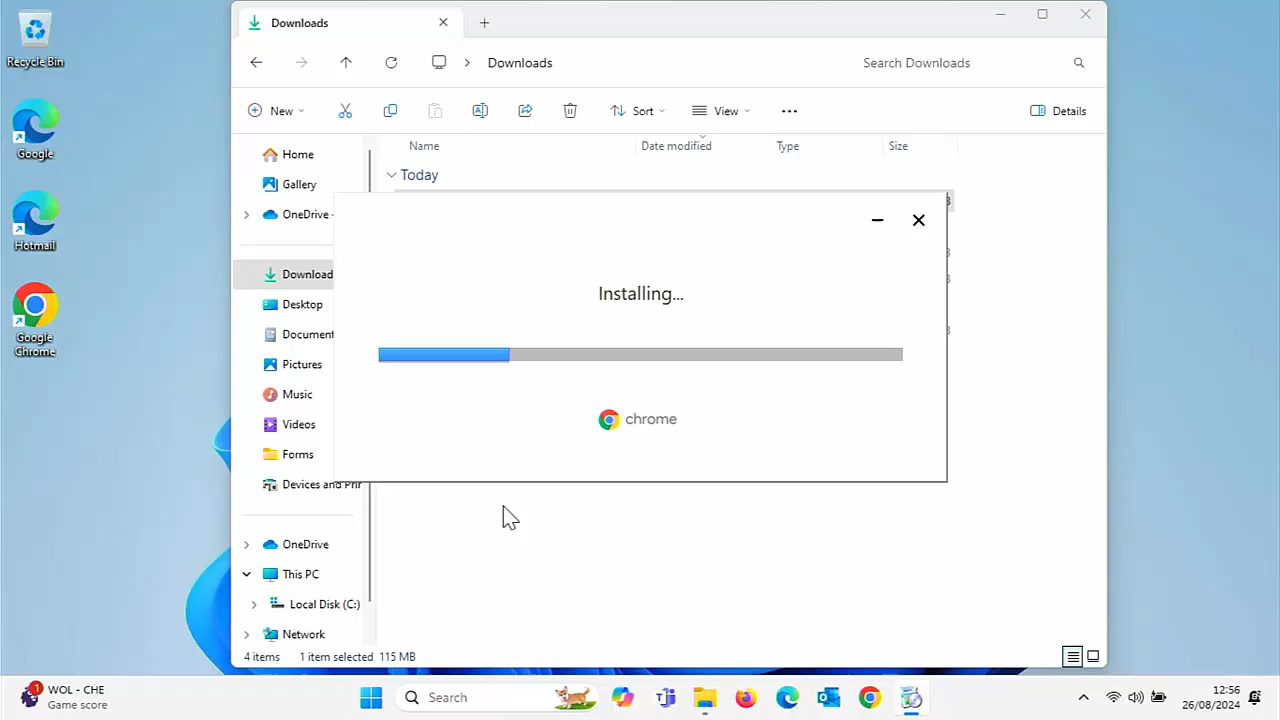 Recycle Bin
Google
Hotmail
Google
Chrome
Downloads
Downloads
Search Downloads
New
Sort
View
Details
Name
Date modified
Type
Size
Today
Home
Gallery
OneDrive -
Download
Desktop
Document
Pictures
Music
Videos
Forms
Devices and Prin
OneDrive
This PC
Local Disk (C:)
Network
Installing...
chrome
4 items
1 item selected 115 MB
1
WOL - CHE
Game score
Search
12:56
26/08/2024